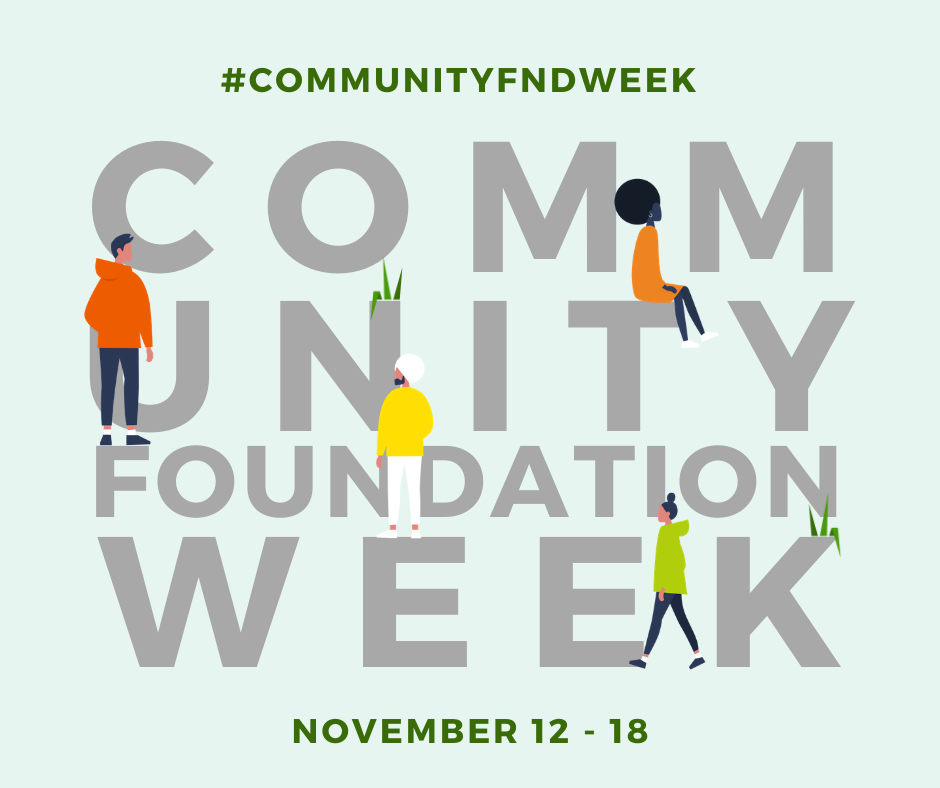 #COMMUNITYFNDWEEK
COMM
UNITY
FOUNDATION
WEEK
NOVEMBER 12 - 18